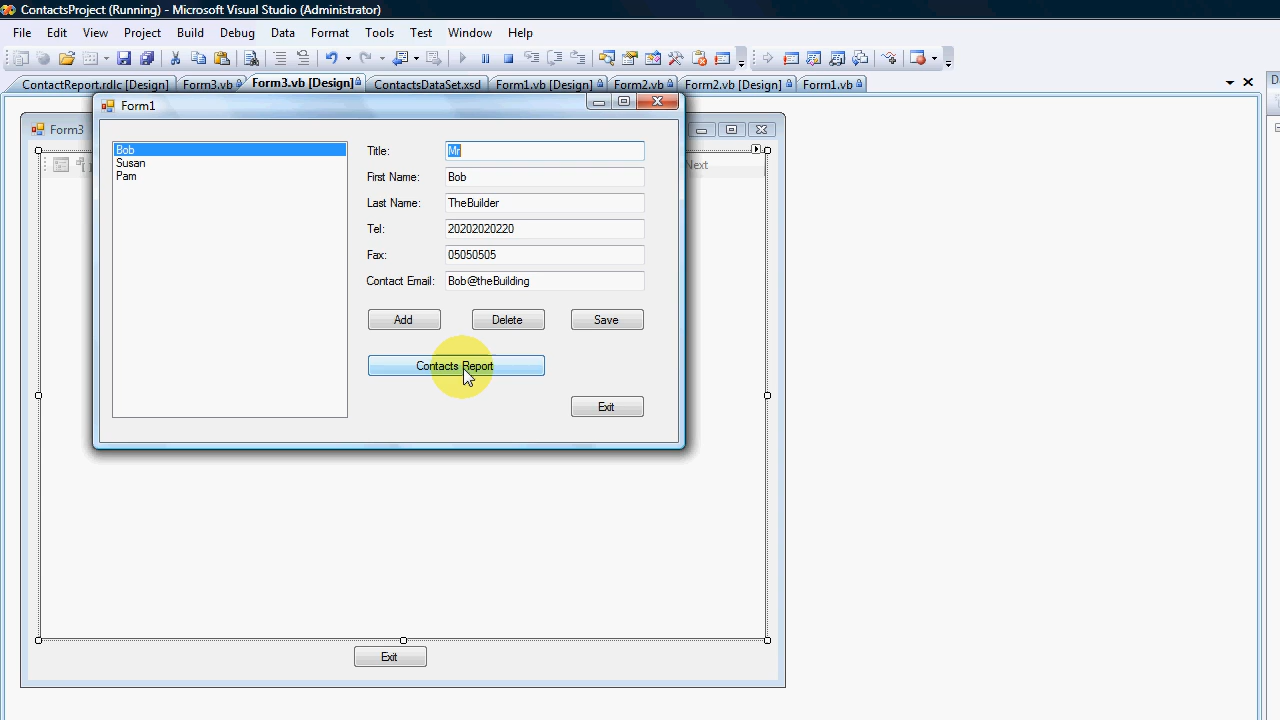 ContactsProject (Running) - Microsoft Visual Studio (Administrator)
File Edit View Project Build Debug Data Format Tools Test Window Help
ContactReport.rdlc [Design] Form3.vb Form3.vb [Design] ContactsDataSet.xsd Form1.vb [Design] Form2.vb Form2.vb [Design] Form1.vb
Form1
Form3
Bob
Susan
Pam
Title: Mr
First Name: Bob
Last Name: TheBuilder
Tel: 20202020220
Fax: 05050505
Contact Email: Bob@theBuilding
Next
Add Delete Save
Contacts Report
Exit
Exit